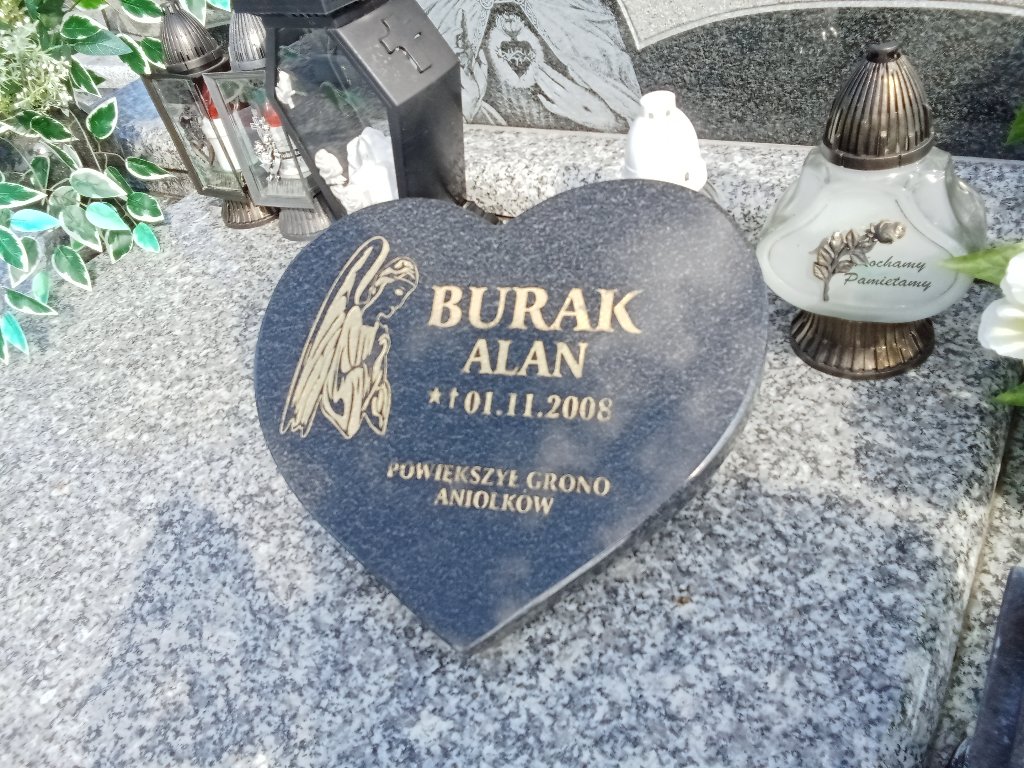 BURAK
ALAN
★†01.11.2008
POWIĘKSZYŁ GRONO
ANIOŁKÓW
Kochamy
Pamiętamy